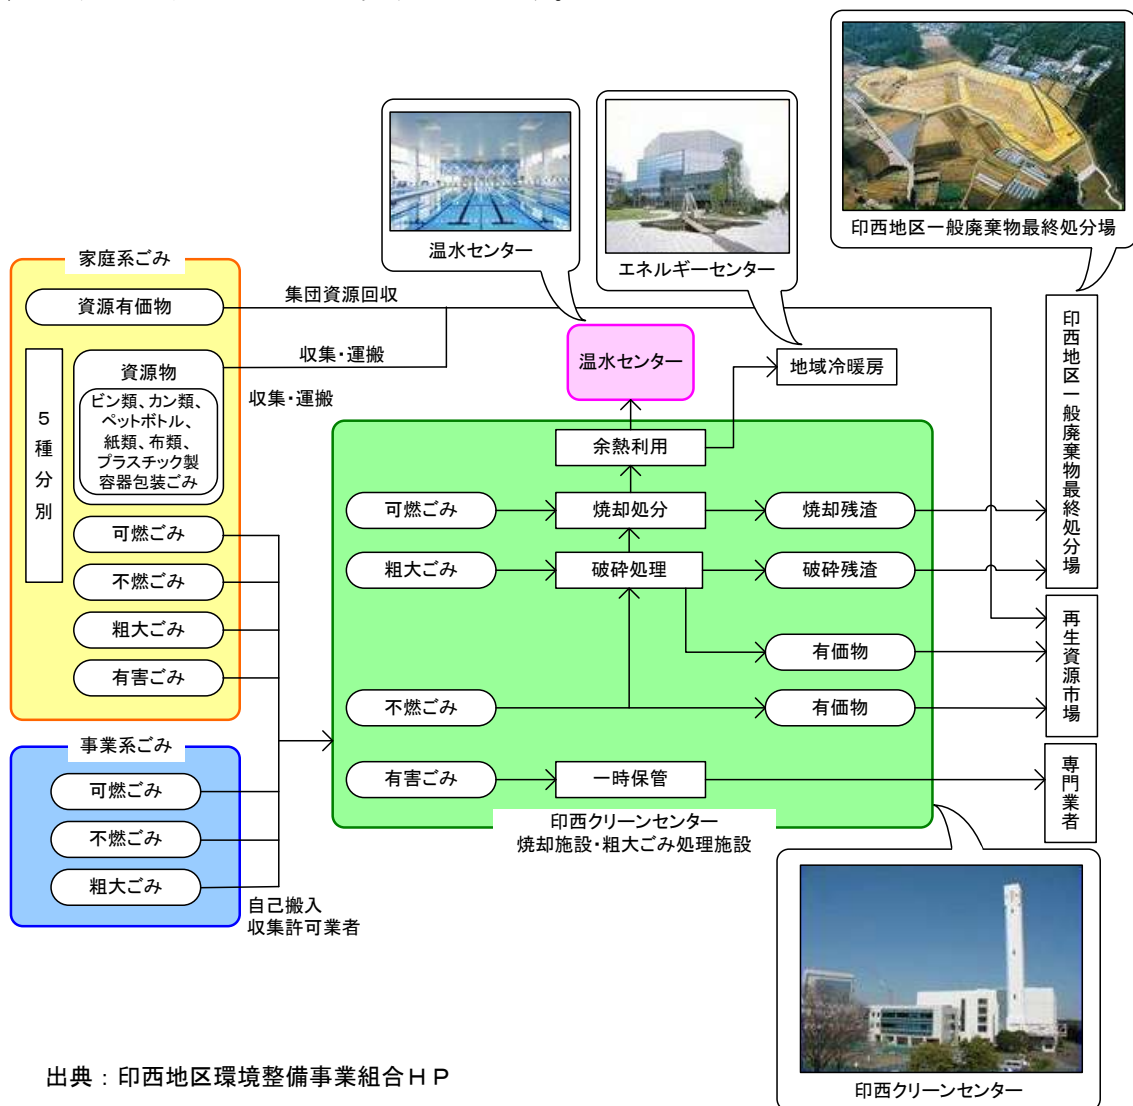 印西地区一般廃棄物最終処分場
温水センター
エネルギーセンター
家庭系ごみ
資源有価物
集団資源回収
5種分別
資源物
ビン類、カン類、
ペットボトル、
紙類、布類、
プラスチック製
容器包装ごみ
収集・運搬
収集・運搬
可燃ごみ
不燃ごみ
粗大ごみ
有害ごみ
事業系ごみ
可燃ごみ
不燃ごみ
粗大ごみ
自己搬入
収集許可業者
温水センター
地域冷暖房
余熱利用
可燃ごみ
焼却処分
焼却残渣
粗大ごみ
破砕処理
破砕残渣
有価物
不燃ごみ
有価物
有害ごみ
一時保管
印西クリーンセンター
焼却施設・粗大ごみ処理施設
印西地区一般廃棄物最終処分場
再生資源市場
専門業者
印西クリーンセンター
出典：印西地区環境整備事業組合HP